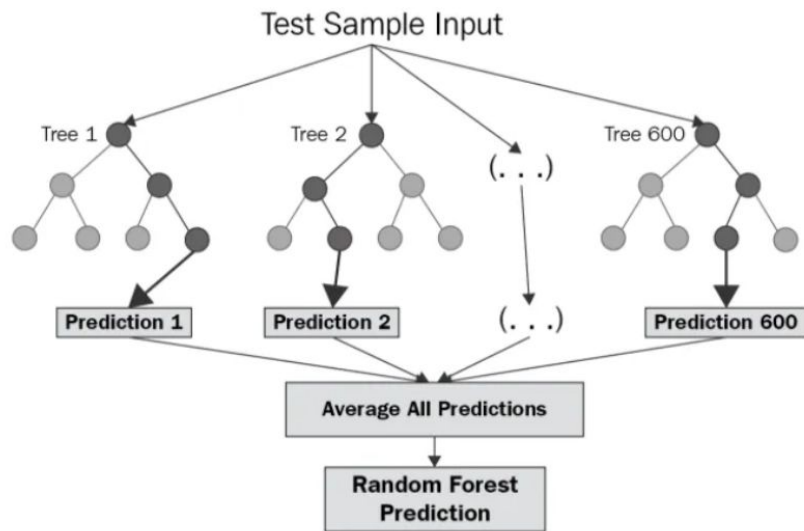 Test Sample Input
Tree 1
Tree 2
Tree 600
(. . .)
Prediction 1
Prediction 2
(. . .)
Prediction 600
Average All Predictions
Random Forest
Prediction